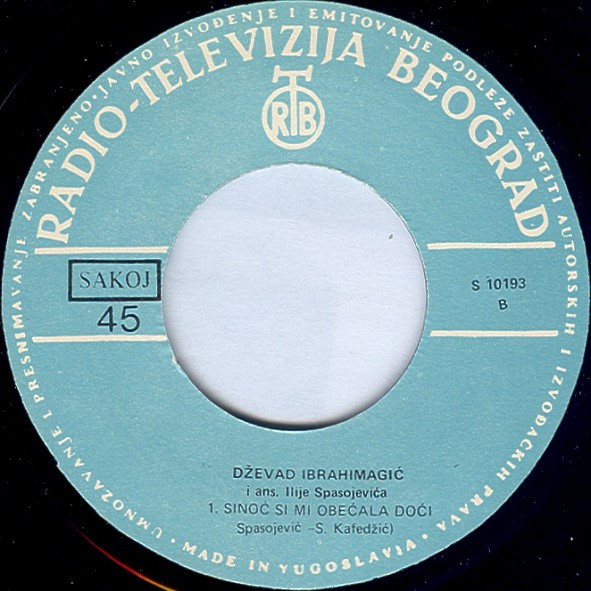 UMNOŽAVANJE I PRESNIMAVANJE ZABRANJENO-JAVNO IZVOĐENJE I EMITOVANJE PODLEŽE ZAŠTITI AUTORSKIH I IZVOĐAČKIH PRAVA
RADIO-TELEVIZIJA BEOGRAD
RTB
SAKOJ
45
S 10193
B
DŽEVAD IBRAHIMAGIĆ
i ans. Ilije Spasojevića
1. SINOĆ SI MI OBEĆALA DOĆI
Spasojević -S. Kafedžić)
· MADE IN YUGOSLAVIA ·